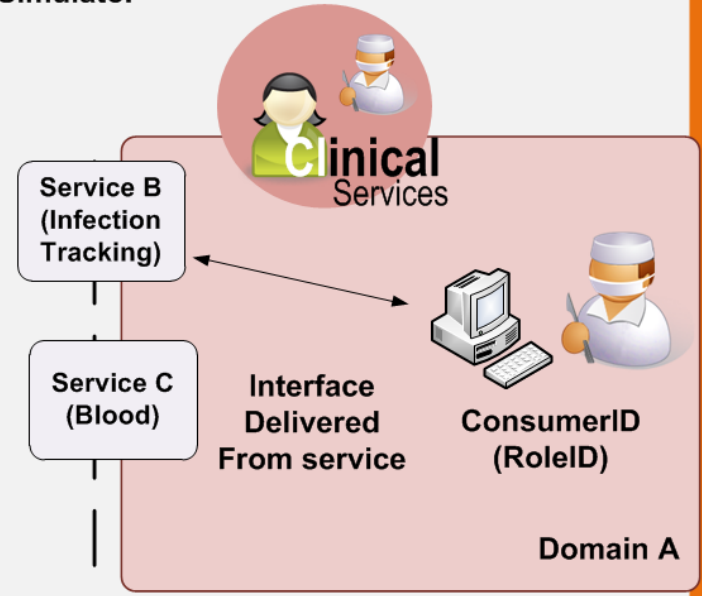 Clinical
Services
Service B
(Infection
Tracking)
Service C
(Blood)
Interface
Delivered
From service
ConsumerID
(RoleID)
Domain A